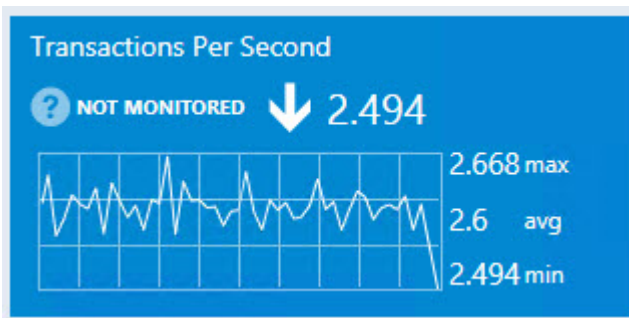 Transactions Per Second
? NOT MONITORED 2.494
2.668 max
2.6 avg
2.494 min